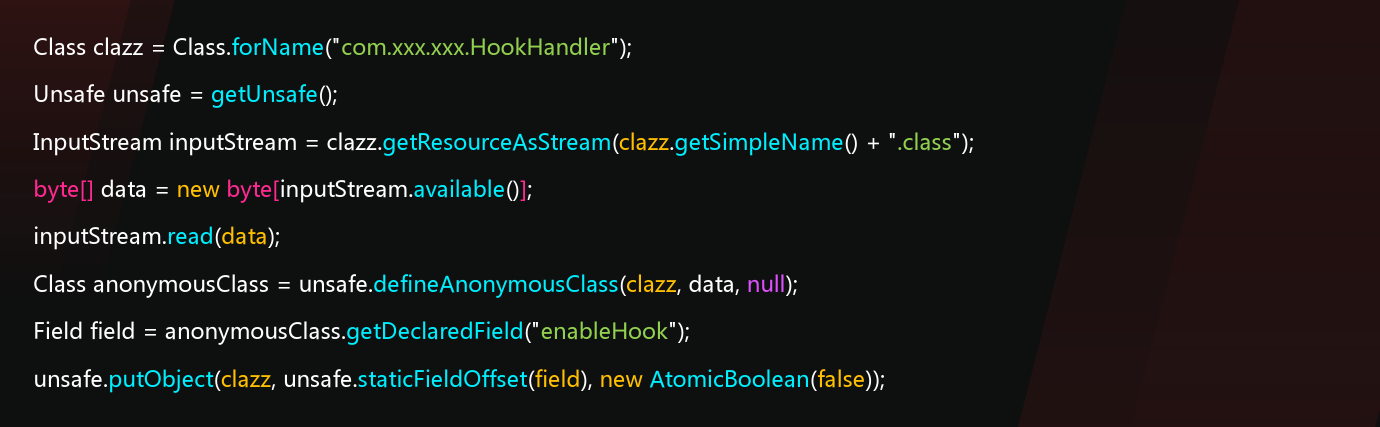 Class clazz = Class.forName("com.xxx.xxx.HookHandler");
Unsafe unsafe = getUnsafe();
InputStream inputStream = clazz.getResourceAsStream(clazz.getSimpleName() + ".class");
byte[] data = new byte[inputStream.available()];
inputStream.read(data);
Class anonymousClass = unsafe.defineAnonymousClass(clazz, data, null);
Field field = anonymousClass.getDeclaredField("enableHook");
unsafe.putObject(clazz, unsafe.staticFieldOffset(field), new AtomicBoolean(false));